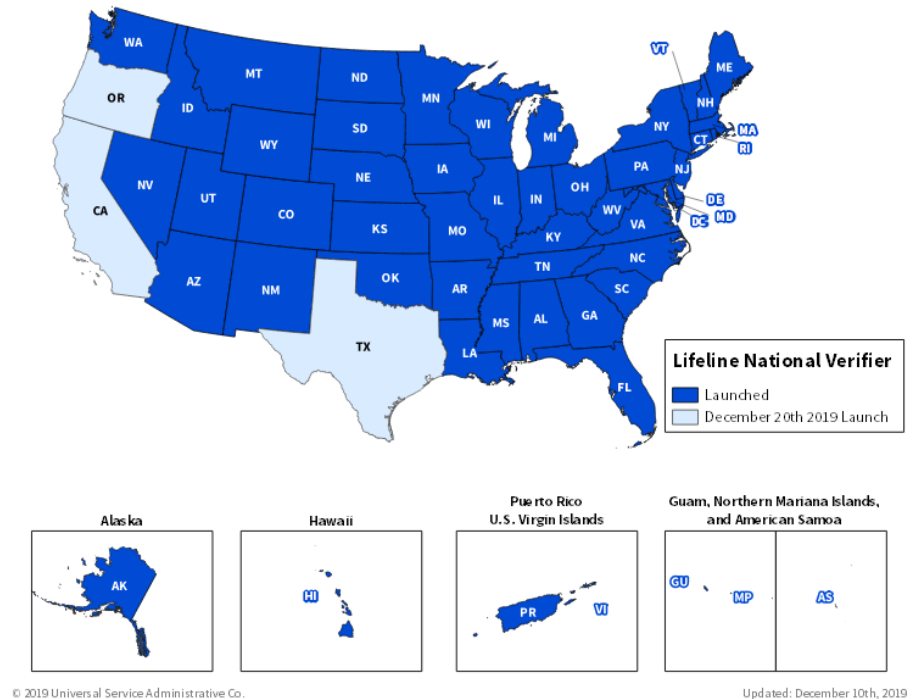 VT
WA
ME
MT
ND
OR
MN
NH
ID
WI
NY
MA
SD
MI
CT
RI
WY
PA
IA
NJ
NE
NV
OH
UT
IL
IN
DE
CO
WV
MD
CA
DC
VA
KS
MO
KY
NC
TN
AZ
OK
NM
AR
SC
GA
MS
AL
TX
LA
FL
Lifeline National Verifier
Launched
December 20th 2019 Launch
Alaska
Hawaii
Puerto Rico
U.S. Virgin Islands
Guam, Northern Mariana Islands,
and American Samoa
AK
HI
PR
VI
GU
MP
AS
© 2019 Universal Service Administrative Co.
Updated: December 10th, 2019